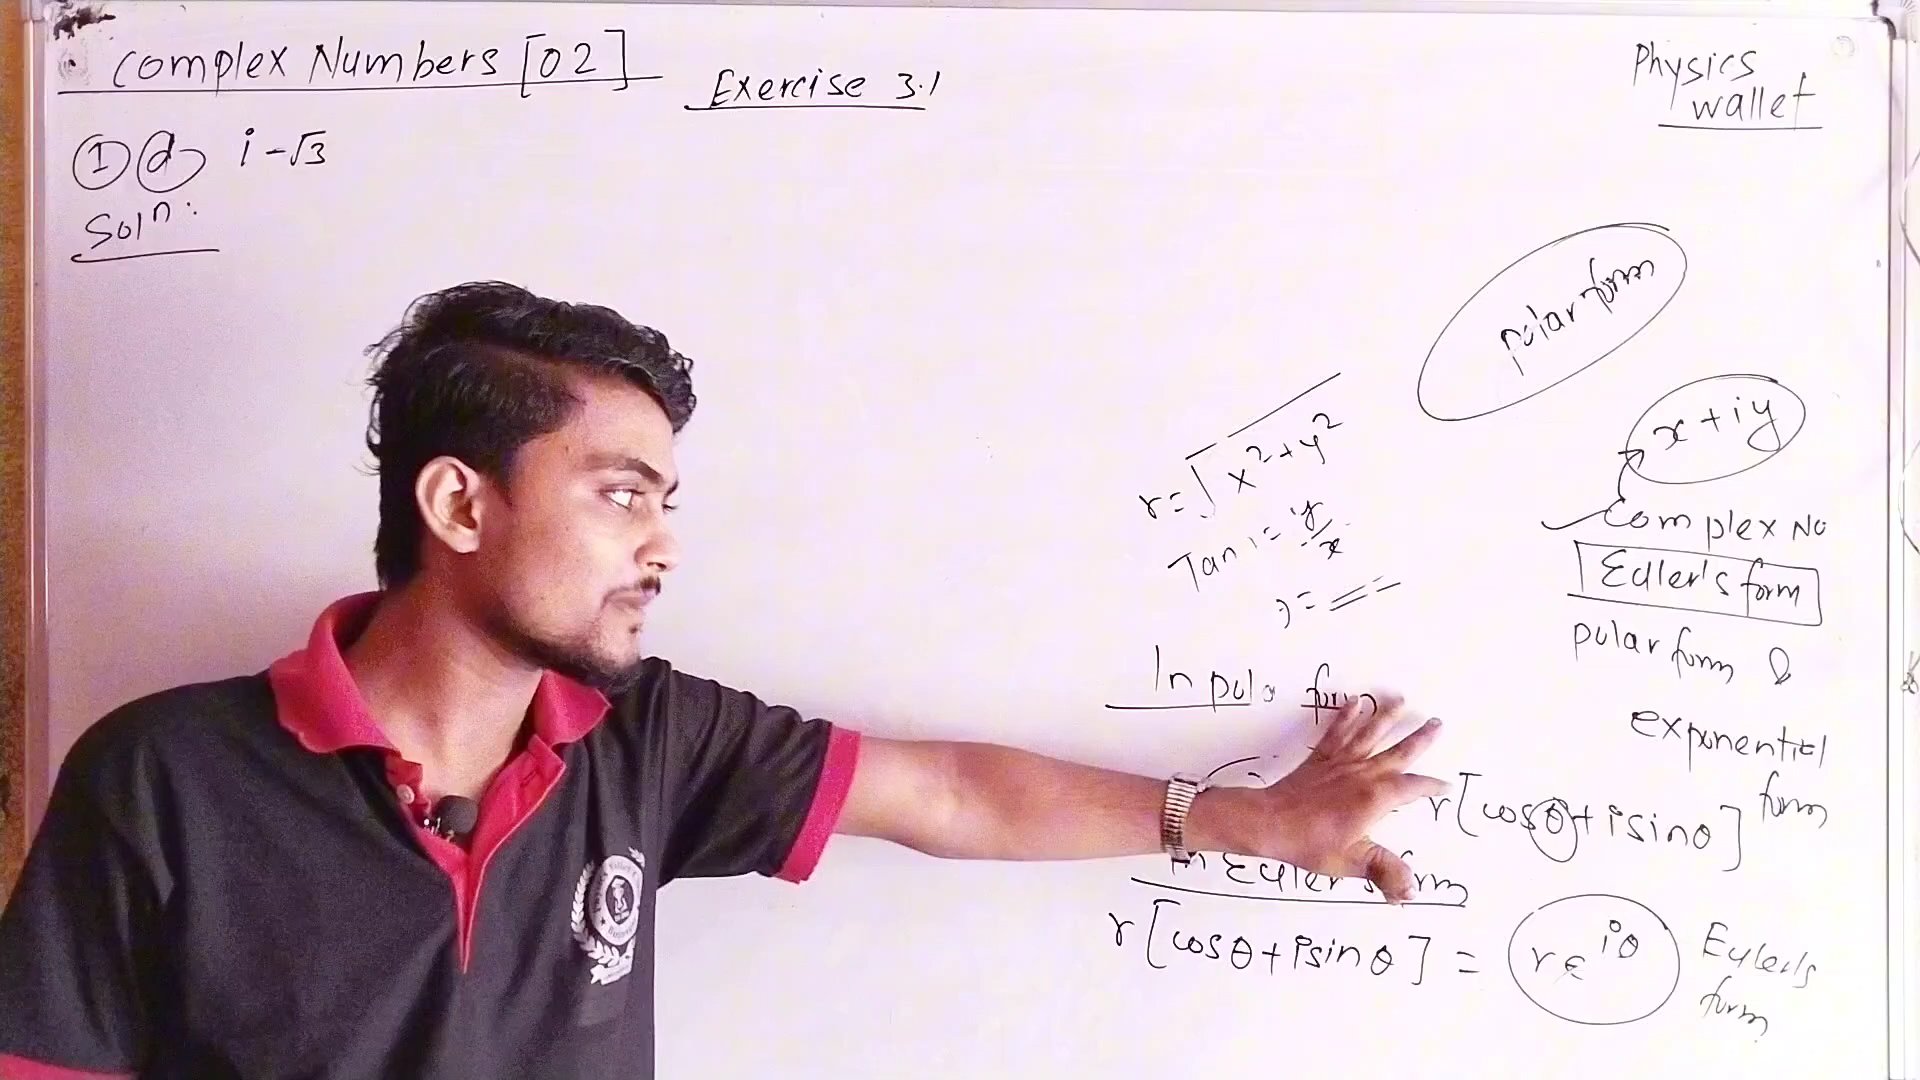 Complex Numbers [02]
Exercise 3.1
Physics
wallet
① ⓓ i - √3
Solⁿ:
polar form
x + iy
Complex No
Euler's form
polar form &
exponential
form
r = √x² + y²
Tan = y/x
In polar form
r[cosθ + isinθ]
In Euler's form
r[cosθ + isinθ] = re^iθ
Euler's
form